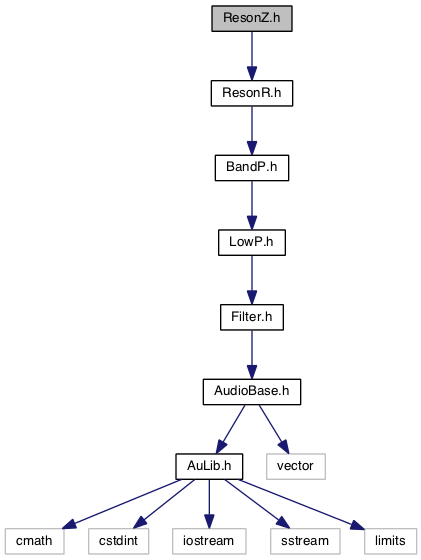 ResonZ.h
ResonR.h
BandP.h
LowP.h
Filter.h
AudioBase.h
AuLib.h
vector
cmath
cstdint
iostream
sstream
limits